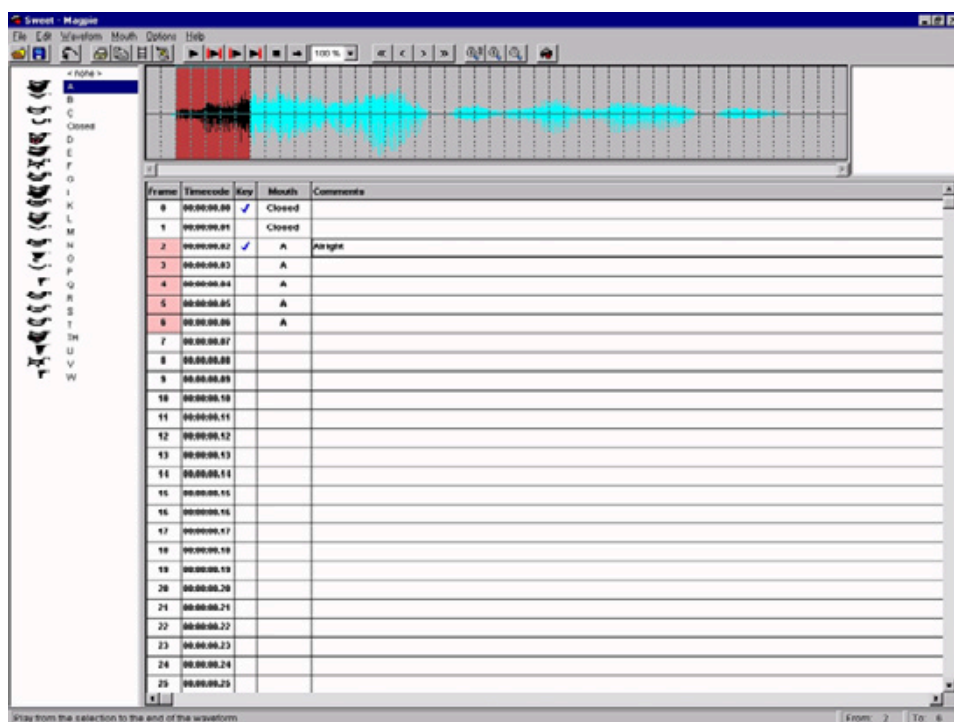 Sweet - Magpie
File Edit Waveform Mouth Options Help
100 %
< none >
A
B
C
Closed
D
E
F
G
I
K
L
M
N
O
P
Q
R
S
T
TH
U
V
W
Frame Timecode Key Mouth Comments
0 00:00:00.00 Closed
1 00:00:00.01 Closed
2 00:00:00.02 A Alright
3 00:00:00.03 A
4 00:00:00.04 A
5 00:00:00.05 A
6 00:00:00.06 A
7 00:00:00.07
8 00:00:00.08
9 00:00:00.09
10 00:00:00.10
11 00:00:00.11
12 00:00:00.12
13 00:00:00.13
14 00:00:00.14
15 00:00:00.15
16 00:00:00.16
17 00:00:00.17
18 00:00:00.18
19 00:00:00.19
20 00:00:00.20
21 00:00:00.21
22 00:00:00.22
23 00:00:00.23
24 00:00:00.24
25 00:00:00.25
Play from the selection to the end of the waveform From: 2 To: 6